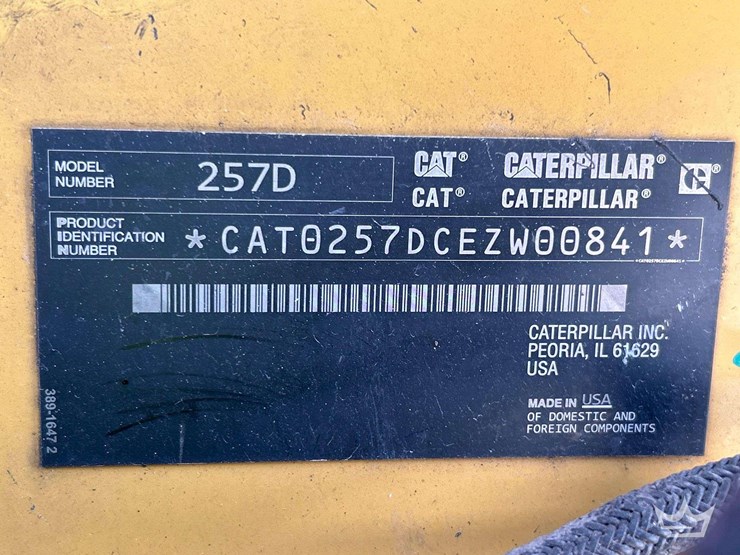 MODEL NUMBER 257D
CAT® CATERPILLAR® C®
CAT® CATERPILLAR®
PRODUCT IDENTIFICATION NUMBER *CAT0257DCEZW00841*
*CAT0257DCEZW00841*
CATERPILLAR INC.
PEORIA, IL 61629
USA
MADE IN USA
OF DOMESTIC AND
FOREIGN COMPONENTS
389-1647 2